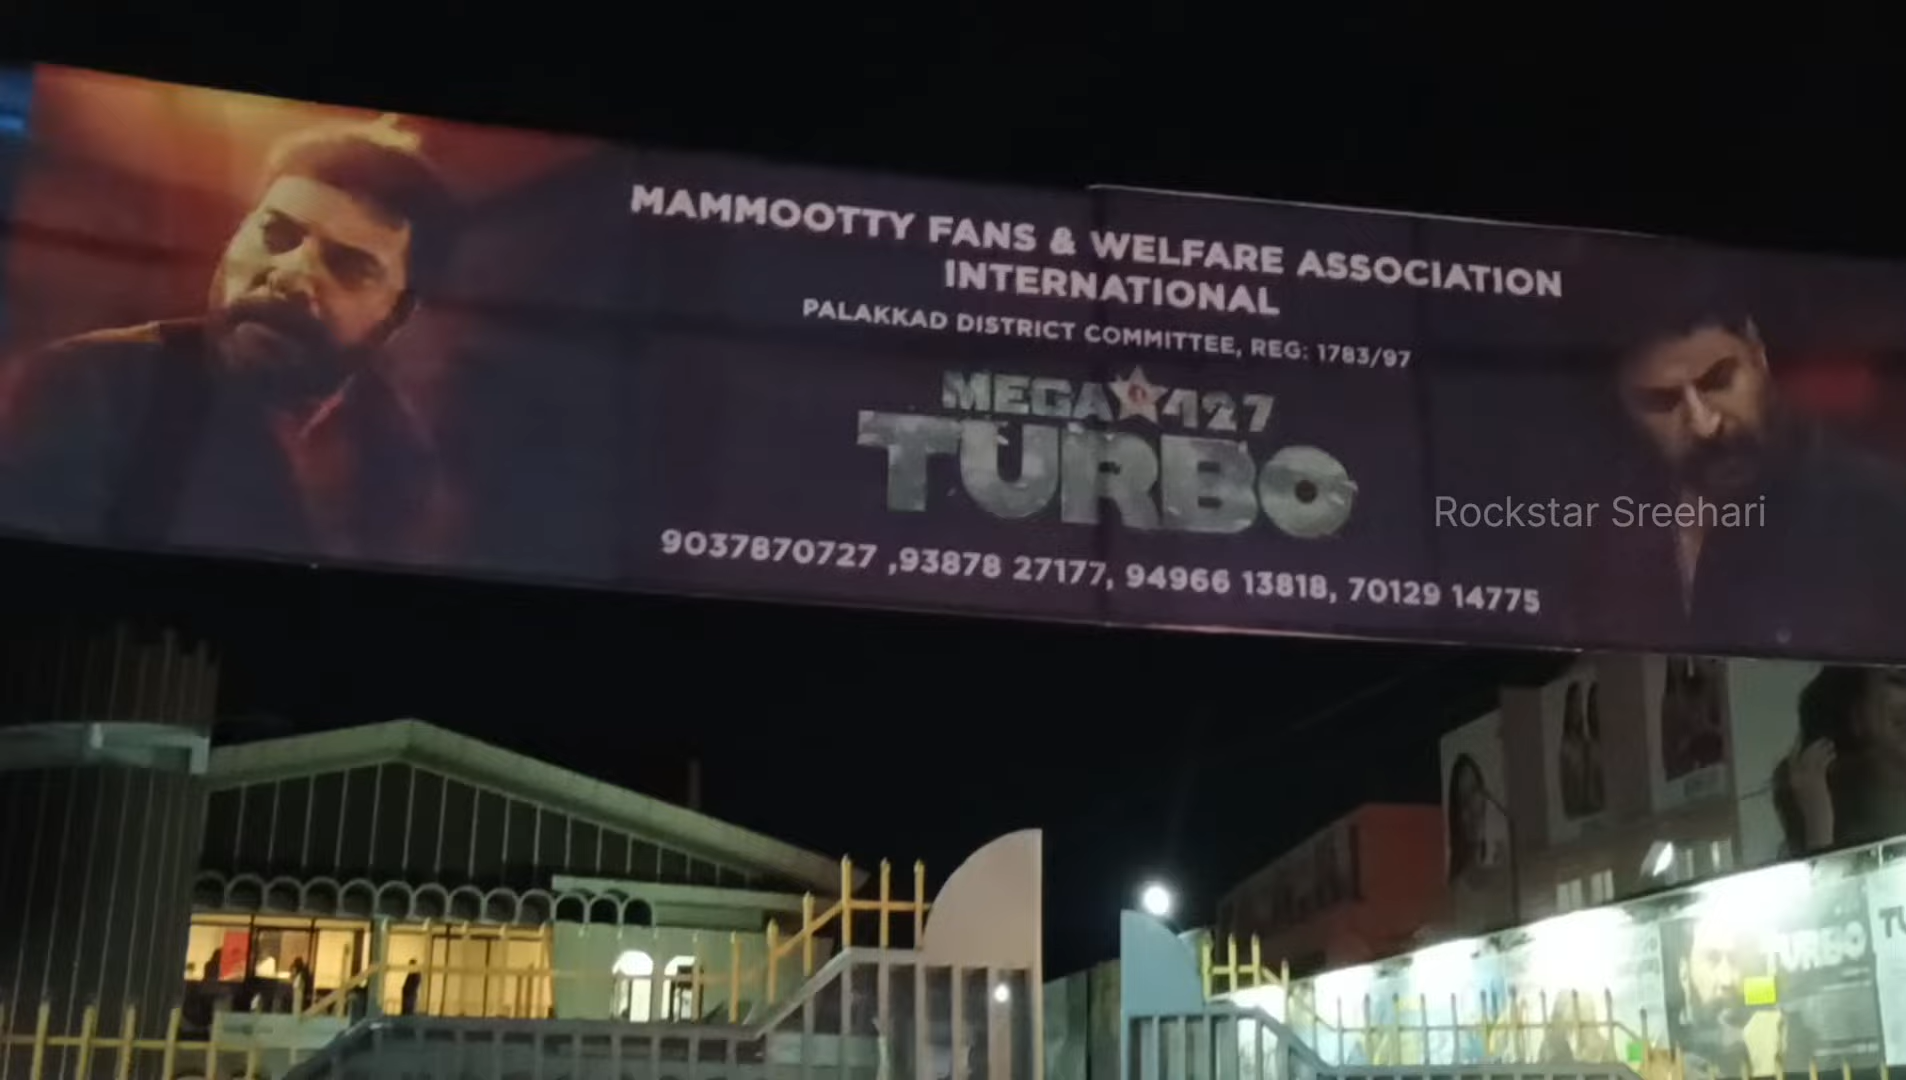 MAMMOOTTY FANS & WELFARE ASSOCIATION
INTERNATIONAL
PALAKKAD DISTRICT COMMITTEE, REG: 1783/97
MEGA 427
TURBO
Rockstar Sreehari
9037870727 ,93878 27177, 94966 13818, 70129 14775
TURBO
TU